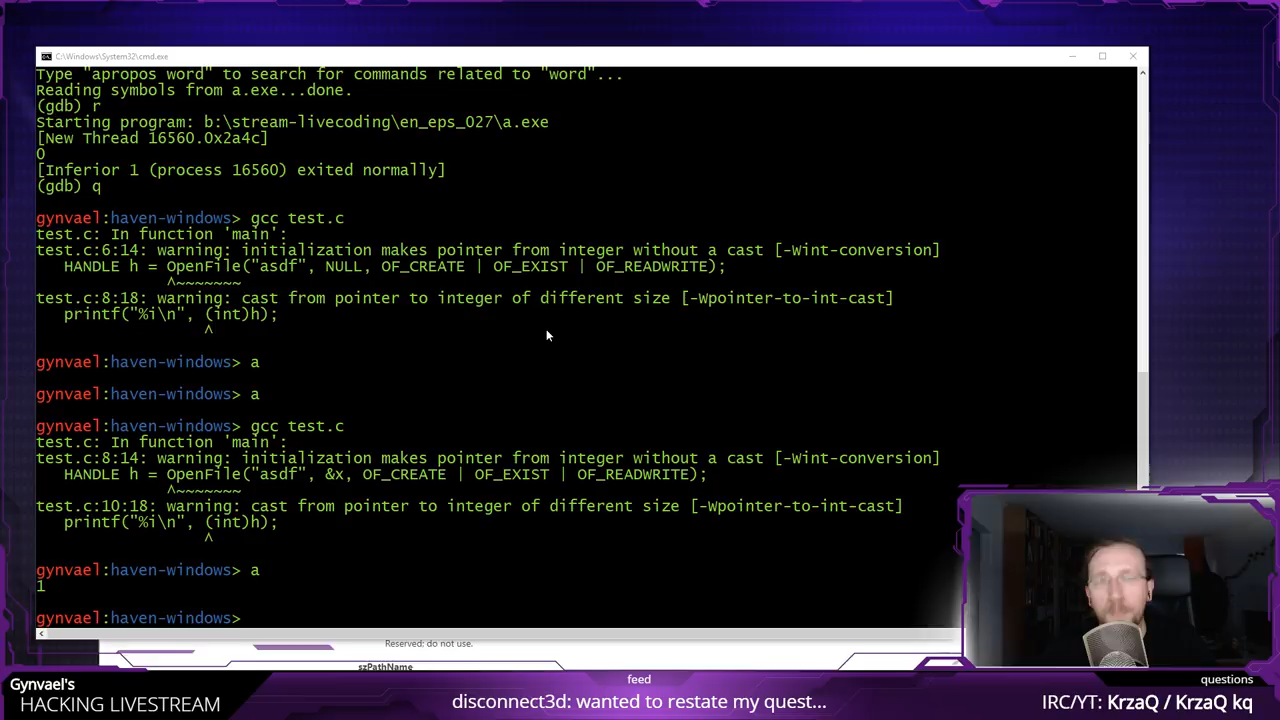 C:\Windows\System32\cmd.exe
Type "apropos word" to search for commands related to "word"...
Reading symbols from a.exe...done.
(gdb) r
Starting program: b:\stream-livecoding\en_eps_027\a.exe
[New Thread 16560.0x2a4c]
0
[Inferior 1 (process 16560) exited normally]
(gdb) q
gynvael:haven-windows> gcc test.c
test.c: In function 'main':
test.c:6:14: warning: initialization makes pointer from integer without a cast [-Wint-conversion]
HANDLE h = OpenFile("asdf", NULL, OF_CREATE | OF_EXIST | OF_READWRITE);
^~~~~~~~
test.c:8:18: warning: cast from pointer to integer of different size [-Wpointer-to-int-cast]
printf("%i\n", (int)h);
^
gynvael:haven-windows> a
gynvael:haven-windows> a
gynvael:haven-windows> gcc test.c
test.c: In function 'main':
test.c:8:14: warning: initialization makes pointer from integer without a cast [-Wint-conversion]
HANDLE h = OpenFile("asdf", &x, OF_CREATE | OF_EXIST | OF_READWRITE);
^~~~~~~~
test.c:10:18: warning: cast from pointer to integer of different size [-Wpointer-to-int-cast]
printf("%i\n", (int)h);
^
gynvael:haven-windows> a
1
gynvael:haven-windows>
Reserved; do not use.
szPathName
Gynvael's
HACKING LIVESTREAM
feed
disconnect3d: wanted to restate my quest...
questions
IRC/YT: KrzaQ / KrzaQ kq